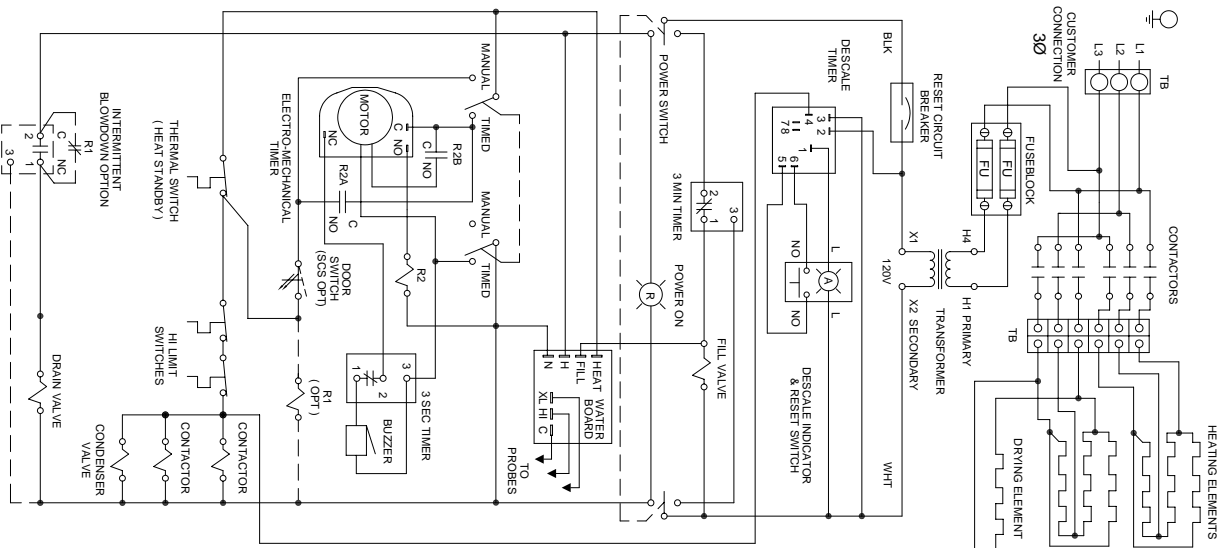 CUSTOMER
CONNECTION
3Ø
L1
L2
L3
TB
FUSEBLOCK
FU
FU
CONTACTORS
TB
HEATING ELEMENTS
DRYING ELEMENT
H4
H1 PRIMARY
TRANSFORMER
X1
120V
X2 SECONDARY
RESET CIRCUIT
BREAKER
BLK
WHT
DESCALE
TIMER
4
3
2
7
8
1
5
6
NO
NO
L
A
L
DESCALE INDICATOR
& RESET SWITCH
POWER SWITCH
3 MIN TIMER
2
1
3
FILL VALVE
R
POWER ON
HEAT WATER
BOARD
N
H
FILL
HEAT
XL
HI
C
TO
PROBES
MANUAL
TIMED
MANUAL
TIMED
MOTOR
C
NO
NC
R2B
C
NO
R2A
C
NO
ELECTRO-MECHANICAL
TIMER
R2
DOOR
SWITCH
(SCS OPT)
3 SEC TIMER
1
2
3
BUZZER
R1
( OPT )
THERMAL SWITCH
( HEAT STANDBY )
HI LIMIT
SWITCHES
CONTACTOR
CONTACTOR
CONDENSER
VALVE
R1
C
NC
2
1
3
INTERMITTENT
BLOWDOWN OPTION
DRAIN VALVE